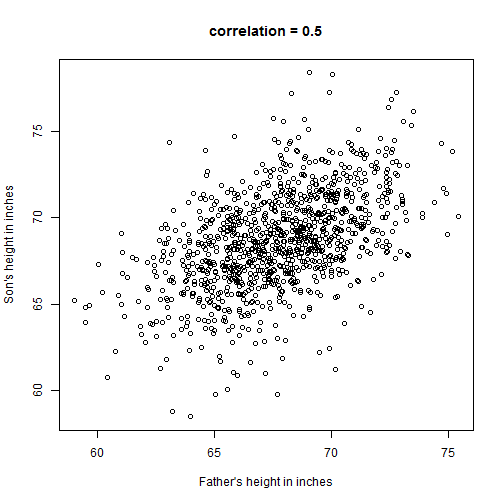 correlation = 0.5
Son's height in inches
75
70
65
60
60
65
70
75
Father's height in inches